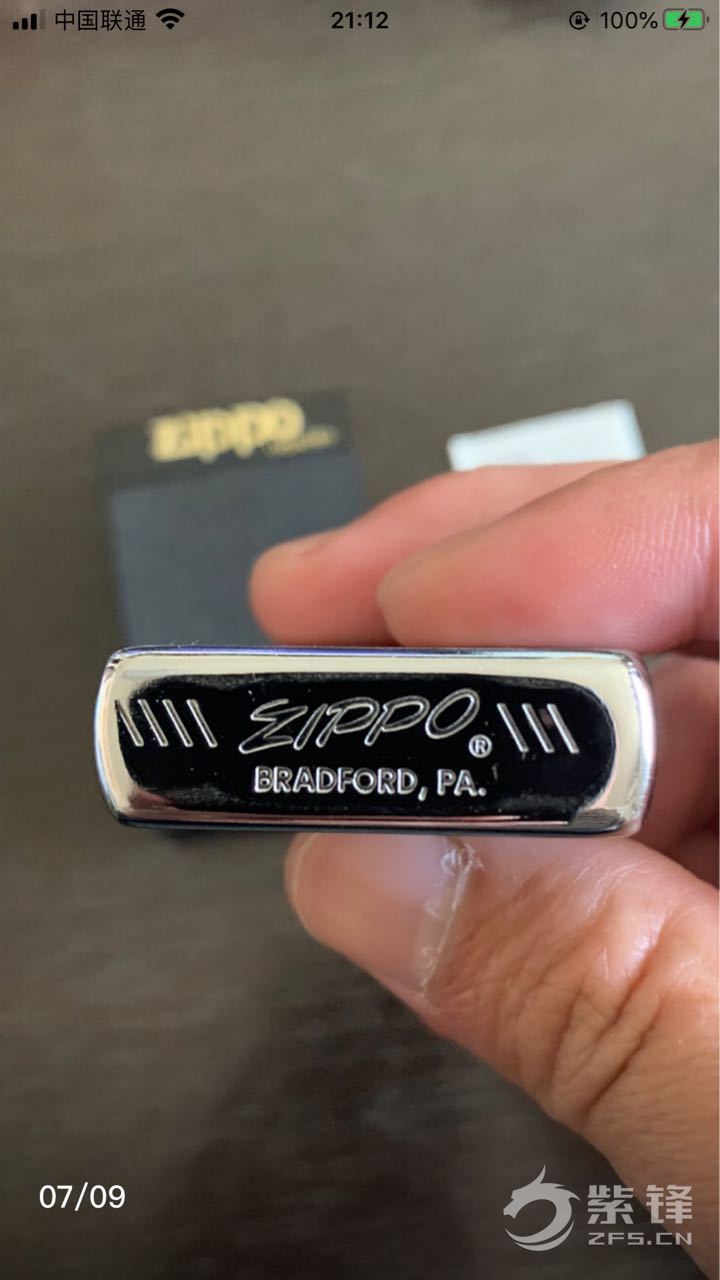 中国联通
21:12
100%
Zippo
\\\\ ZIPPO ® \\\
BRADFORD, PA.
07/09
紫锋
ZFS.CN